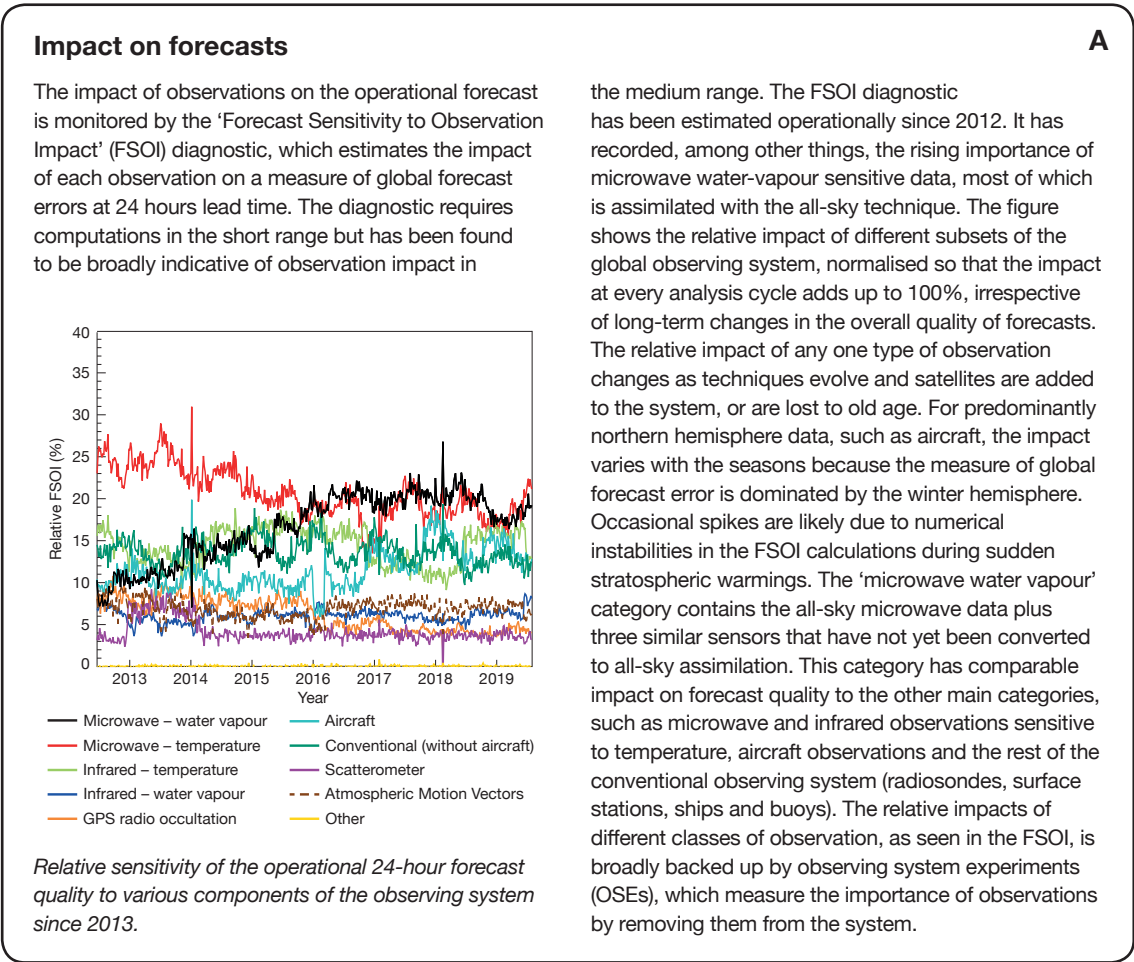 Impact on forecasts
A
The impact of observations on the operational forecast
is monitored by the ‘Forecast Sensitivity to Observation
Impact’ (FSOI) diagnostic, which estimates the impact
of each observation on a measure of global forecast
errors at 24 hours lead time. The diagnostic requires
computations in the short range but has been found
to be broadly indicative of observation impact in
40
35
30
25
20
15
10
5
0
Relative FSOI (%)
2013 2014 2015 2016 2017 2018 2019
Year
Microwave – water vapour
Microwave – temperature
Infrared – temperature
Infrared – water vapour
GPS radio occultation
Aircraft
Conventional (without aircraft)
Scatterometer
Atmospheric Motion Vectors
Other
Relative sensitivity of the operational 24-hour forecast
quality to various components of the observing system
since 2013.
the medium range. The FSOI diagnostic
has been estimated operationally since 2012. It has
recorded, among other things, the rising importance of
microwave water-vapour sensitive data, most of which
is assimilated with the all-sky technique. The figure
shows the relative impact of different subsets of the
global observing system, normalised so that the impact
at every analysis cycle adds up to 100%, irrespective
of long-term changes in the overall quality of forecasts.
The relative impact of any one type of observation
changes as techniques evolve and satellites are added
to the system, or are lost to old age. For predominantly
northern hemisphere data, such as aircraft, the impact
varies with the seasons because the measure of global
forecast error is dominated by the winter hemisphere.
Occasional spikes are likely due to numerical
instabilities in the FSOI calculations during sudden
stratospheric warmings. The ‘microwave water vapour’
category contains the all-sky microwave data plus
three similar sensors that have not yet been converted
to all-sky assimilation. This category has comparable
impact on forecast quality to the other main categories,
such as microwave and infrared observations sensitive
to temperature, aircraft observations and the rest of the
conventional observing system (radiosondes, surface
stations, ships and buoys). The relative impacts of
different classes of observation, as seen in the FSOI, is
broadly backed up by observing system experiments
(OSEs), which measure the importance of observations
by removing them from the system.